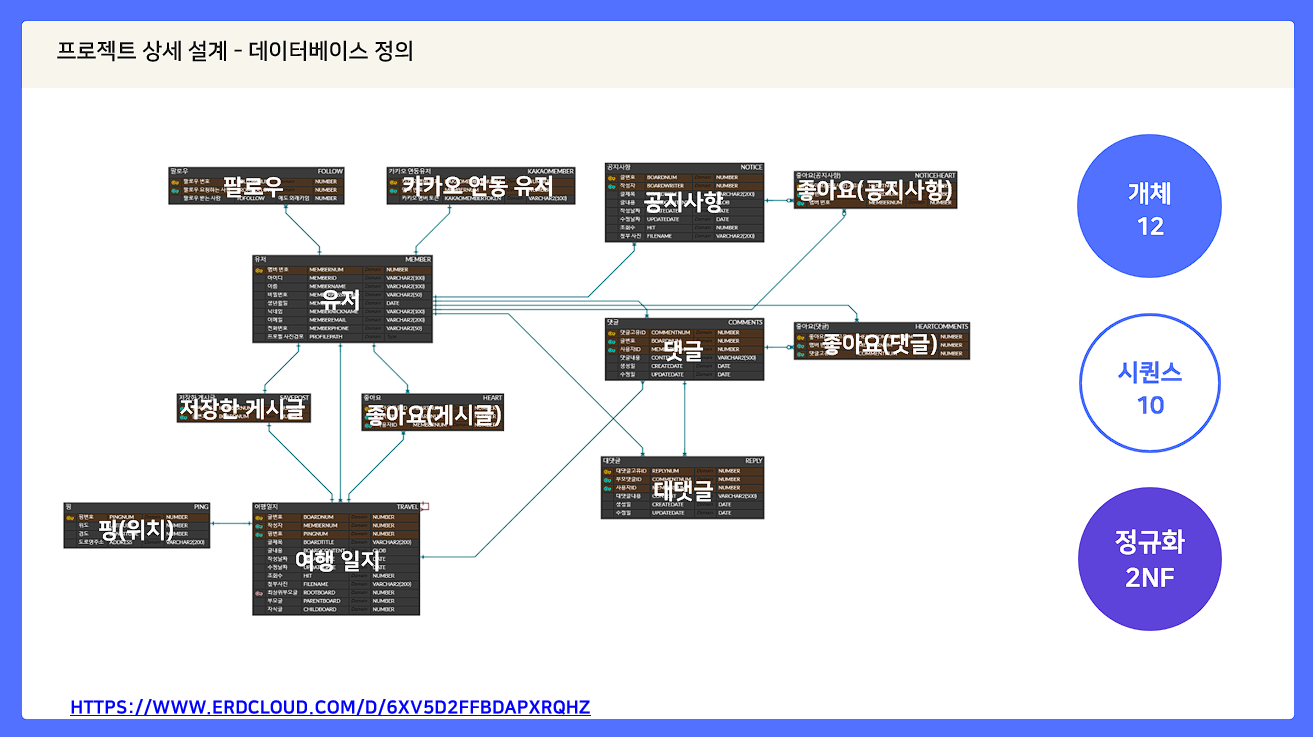 프로젝트 상세 설계 - 데이터베이스 정의
팔로우 FOLLOW
팔로우 번호 NUMBER
팔로우 요청하는 NUMBER
팔로우 받는 사람 TOFOLLOW NUMBER
팔로우
카카오 연동유저 KAKAOMEMBER
NUMBER
NUMBER
카카오 멤버 토큰 KAKAOMEMBERTOKEN VARCHAR2(100)
카카오 연동 유저
공지사항 NOTICE
글번호 BOARDNUM NUMBER
작성자 BOARDWRITER NUMBER
글제목
글내용
작성날짜 DATE
수정날짜 UPDATEDATE DATE
조회수 HIT NUMBER
첨부 사진 FILENAME VARCHAR2(200)
공지사항
좋아요(공지사항) NOTICEHEART
NUMBER
멤버 번호 MEMBERNUM NUMBER
좋아요(공지사항)
유저 MEMBER
멤버 번호 MEMBERNUM NUMBER
아이디 MEMBERID VARCHAR2(100)
이름 MEMBERNAME VARCHAR2(100)
비밀번호 VARCHAR2(50)
생년월일 DATE
닉네임 VARCHAR2(100)
이메일 MEMBEREMAIL VARCHAR2(200)
전화번호 MEMBERPHONE VARCHAR2(50)
프로필 사진경로 PROFILEPATH
유저
댓글 COMMENTS
댓글고유ID COMMENTNUM NUMBER
글번호 NUMBER
사용자ID NUMBER
댓글내용 VARCHAR2(500)
생성일 CREATEDATE DATE
수정일 UPDATEDATE DATE
댓글
좋아요(댓글) HEARTCOMMENTS
NUMBER
NUMBER
NUMBER
좋아요(댓글)
저장한 게시글 SAVEPOST
저장한 게시글
좋아요 HEART
사용자ID MEMBERNUM NUMBER
좋아요(게시글)
대댓글 REPLY
대댓글고유ID REPLYNUM NUMBER
부모댓글ID COMMENTNUM NUMBER
사용자ID NUMBER
대댓글내용 VARCHAR2(500)
생성일 CREATEDATE DATE
수정일 UPDATEDATE DATE
대댓글
핑 PING
핑번호 PINGNUM NUMBER
위도 NUMBER
경도 NUMBER
도로명주소 ADDRESS VARCHAR2(200)
핑(위치)
여행일지 TRAVEL
글번호 BOARDNUM NUMBER
작성자 MEMBERNUM NUMBER
핑번호 PINGNUM NUMBER
글제목 BOARDTITLE VARCHAR2(200)
글내용 BOARDCONTENT CLOB
작성날짜 DATE
수정날짜 DATE
조회수 HIT NUMBER
첨부사진 FILENAME VARCHAR2(200)
최상위부모글 ROOTBOARD NUMBER
부모글 PARENTBOARD NUMBER
자식글 CHILDBOARD NUMBER
여행 일지
개체
12
시퀀스
10
정규화
2NF
HTTPS://WWW.ERDCLOUD.COM/D/6XV5D2FFBDAPXRQHZ